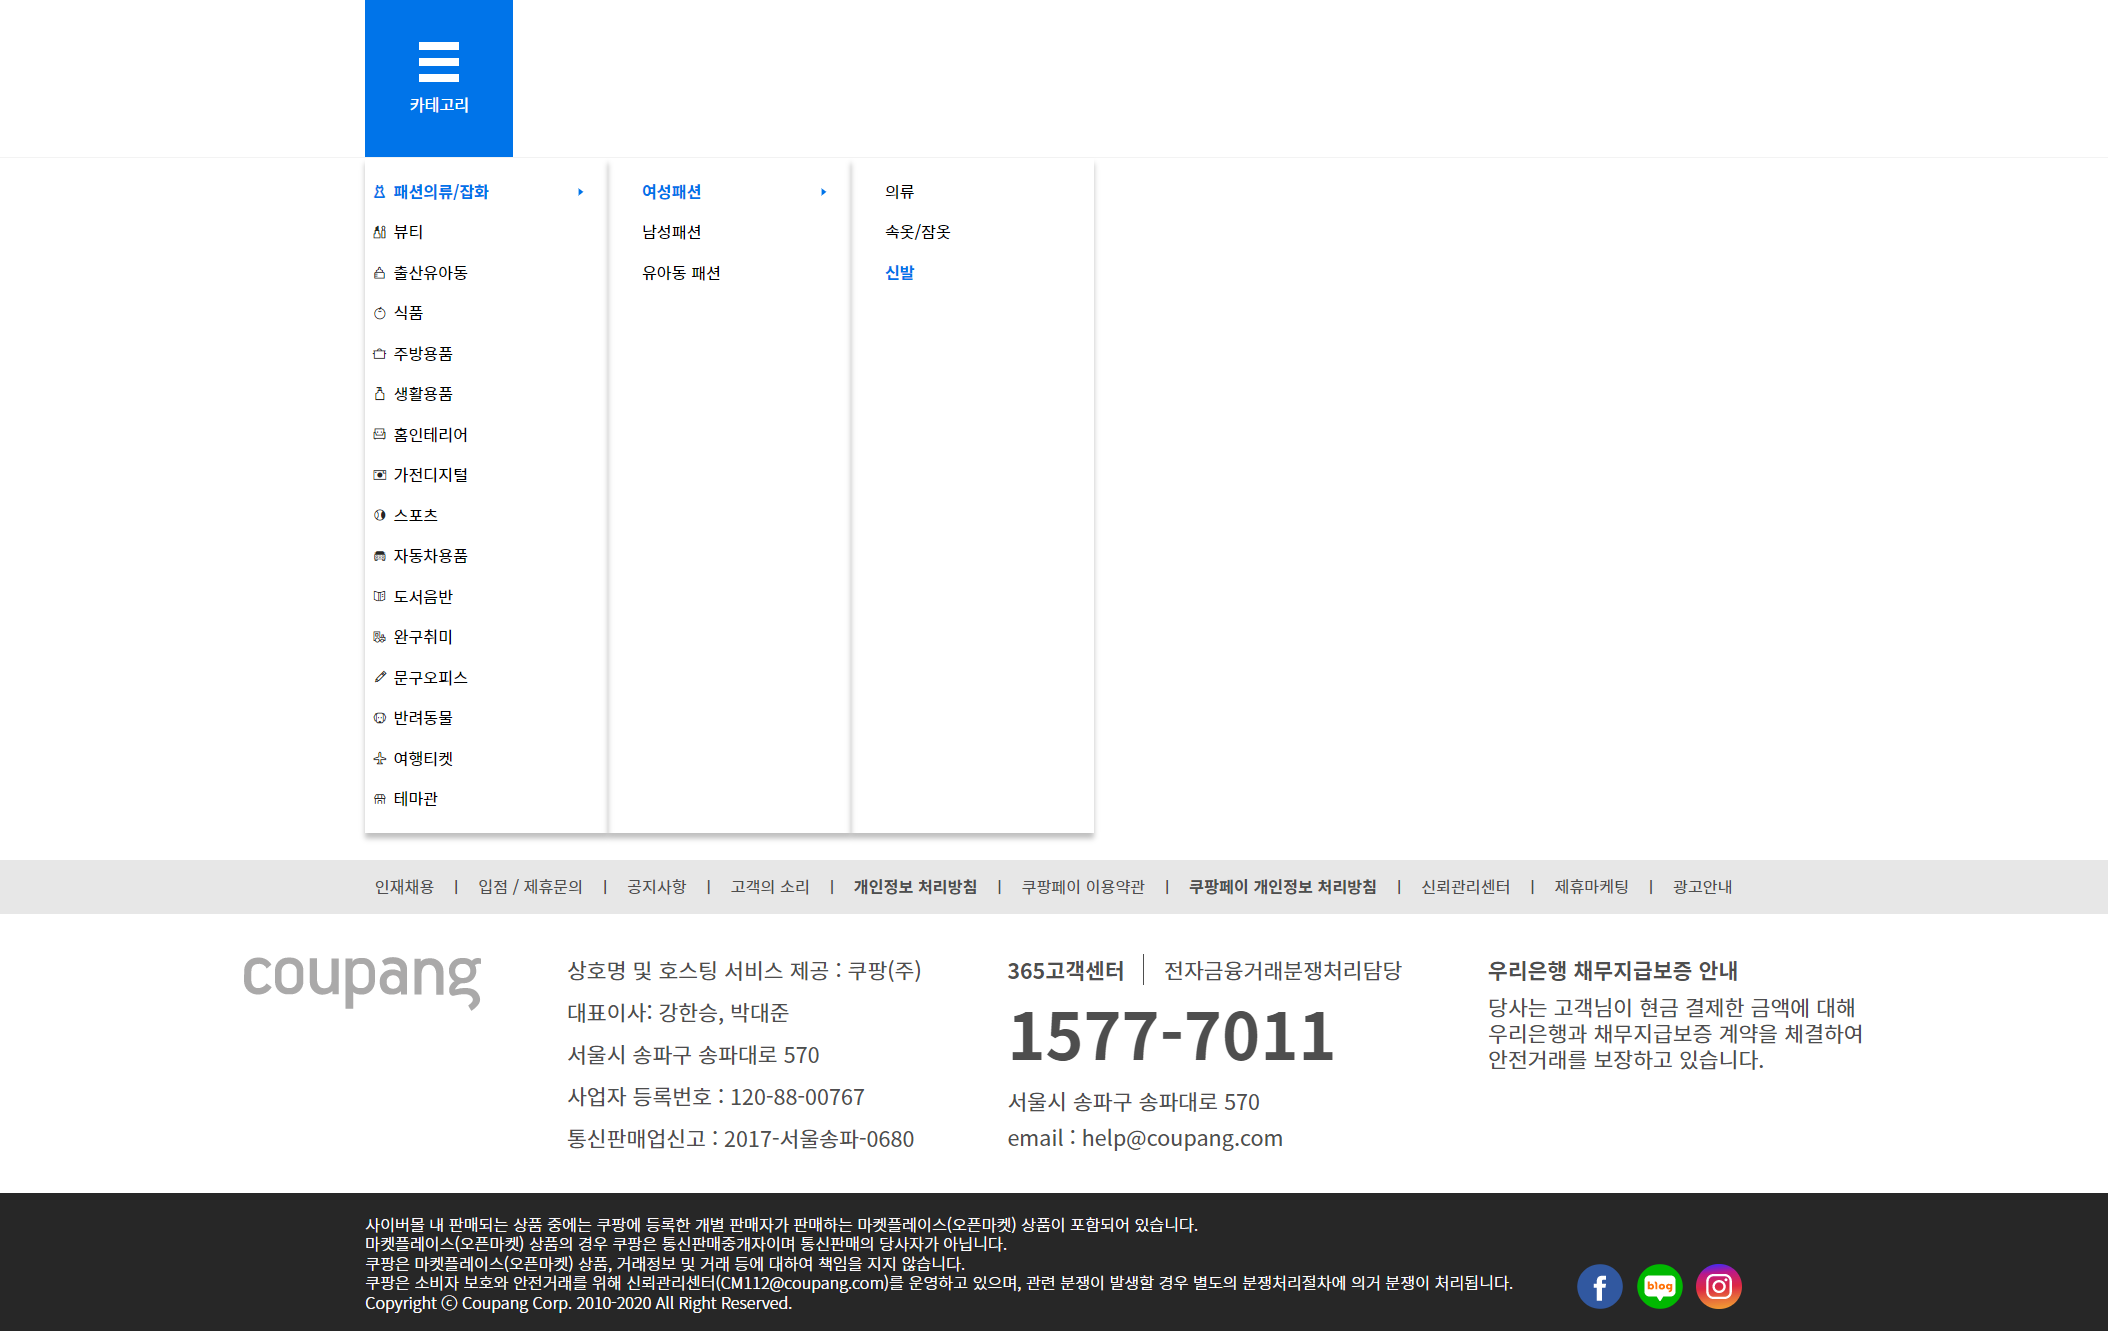 카테고리
패션의류/잡화
뷰티
출산유아동
식품
주방용품
생활용품
홈인테리어
가전디지털
스포츠
자동차용품
도서음반
완구취미
문구오피스
반려동물
여행티켓
테마관
여성패션
남성패션
유아동 패션
의류
속옷/잠옷
신발
인재채용 | 입점 / 제휴문의 | 공지사항 | 고객의 소리 | 개인정보 처리방침 | 쿠팡페이 이용약관 | 쿠팡페이 개인정보 처리방침 | 신뢰관리센터 | 제휴마케팅 | 광고안내
coupang
상호명 및 호스팅 서비스 제공 : 쿠팡(주)
대표이사: 강한승, 박대준
서울시 송파구 송파대로 570
사업자 등록번호 : 120-88-00767
통신판매업신고 : 2017-서울송파-0680
365고객센터 | 전자금융거래분쟁처리담당
1577-7011
서울시 송파구 송파대로 570
email : help@coupang.com
우리은행 채무지급보증 안내
당사는 고객님이 현금 결제한 금액에 대해
우리은행과 채무지급보증 계약을 체결하여
안전거래를 보장하고 있습니다.
사이버몰 내 판매되는 상품 중에는 쿠팡에 등록한 개별 판매자가 판매하는 마켓플레이스(오픈마켓) 상품이 포함되어 있습니다.
마켓플레이스(오픈마켓) 상품의 경우 쿠팡은 통신판매중개자이며 통신판매의 당사자가 아닙니다.
쿠팡은 마켓플레이스(오픈마켓) 상품, 거래정보 및 거래 등에 대하여 책임을 지지 않습니다.
쿠팡은 소비자 보호와 안전거래를 위해 신뢰관리센터(CM112@coupang.com)를 운영하고 있으며, 관련 분쟁이 발생할 경우 별도의 분쟁처리절차에 의거 분쟁이 처리됩니다.
Copyright ⓒ Coupang Corp. 2010-2020 All Right Reserved.
blog